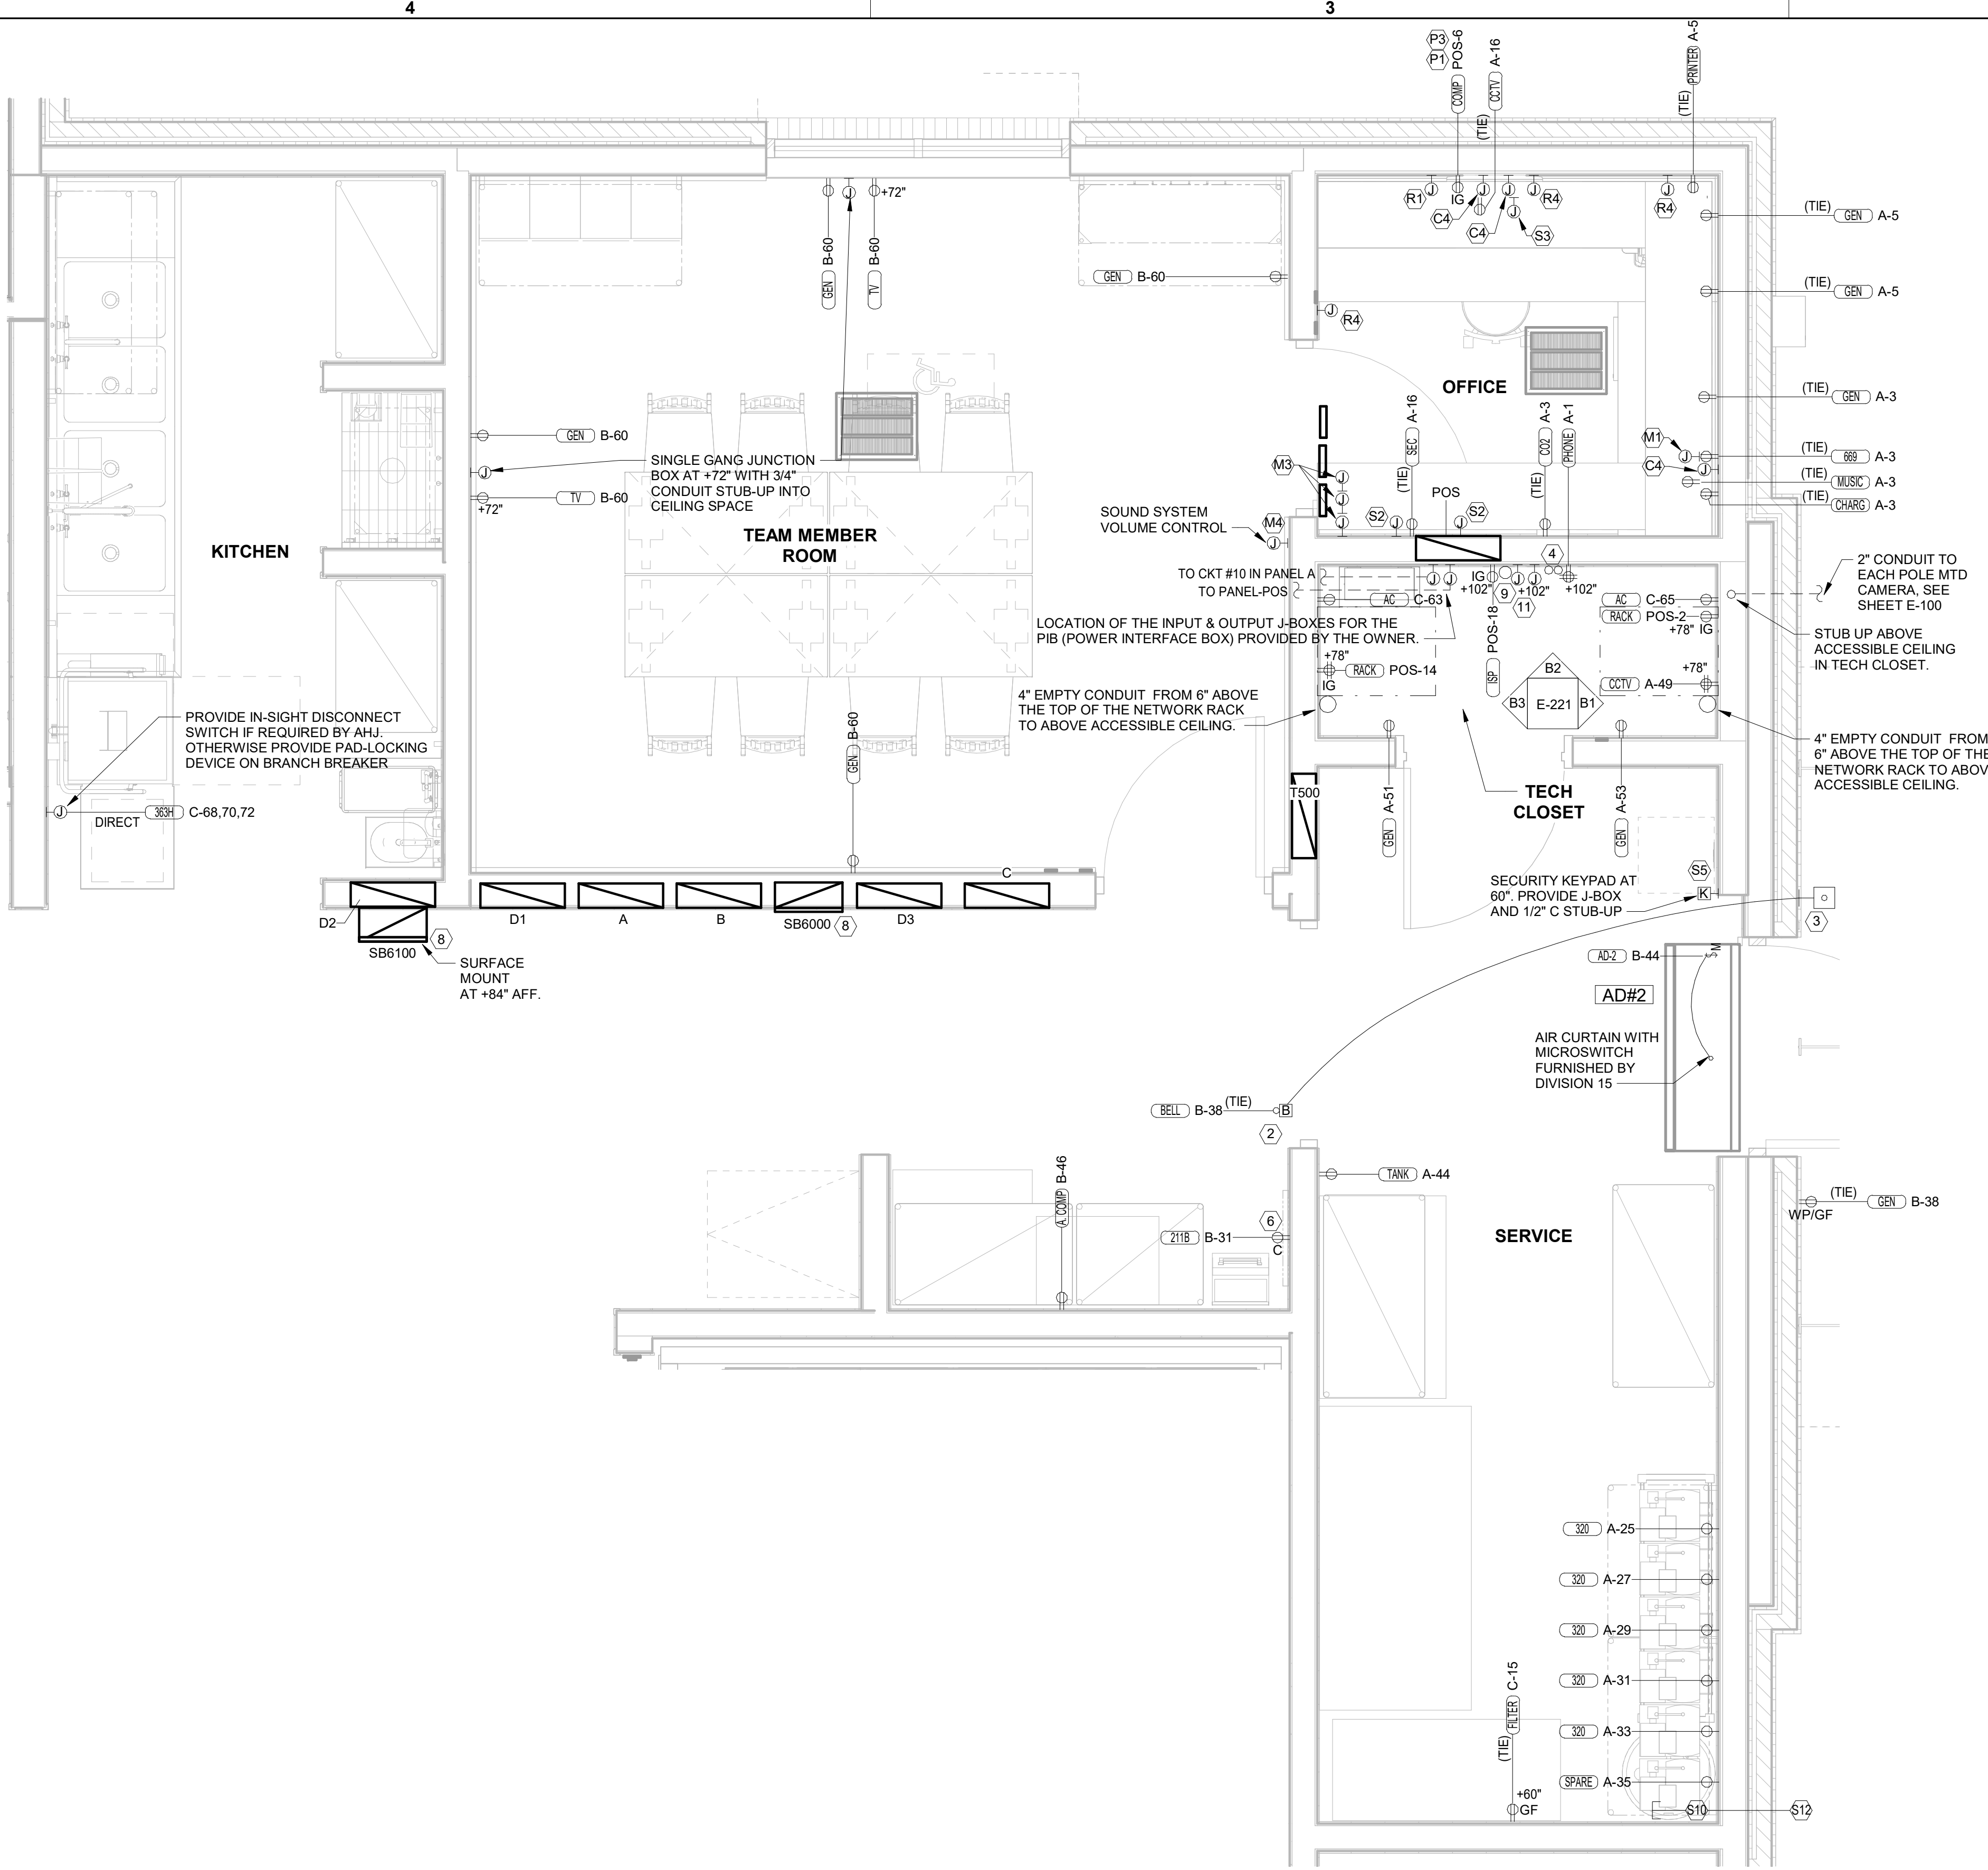 4
3
P3
P1
COMP POS-6
(TIE) CCTV A-16
(TIE) PRINTER A-5
R1
IG
C4
C4
R4
S3
R4
(TIE) GEN A-5
(TIE) GEN A-5
(TIE) GEN A-3
(TIE) 669 A-3
(TIE) MUSIC A-3
(TIE) CHARG A-3
M1
C4
R4
OFFICE
(TIE) SEC A-16
(TIE) CO2 A-3
PHONE A-1
POS
S2
S2
M3
M4
SOUND SYSTEM
VOLUME CONTROL
GEN B-60
TV B-60
+72"
GEN B-60
GEN B-60
TV B-60
+72"
SINGLE GANG JUNCTION
BOX AT +72" WITH 3/4"
CONDUIT STUB-UP INTO
CEILING SPACE
KITCHEN
TEAM MEMBER
ROOM
GEN B-60
TO CKT #10 IN PANEL A
TO PANEL-POS
LOCATION OF THE INPUT & OUTPUT J-BOXES FOR THE
PIB (POWER INTERFACE BOX) PROVIDED BY THE OWNER.
AC C-63
IG
+102"
9
+102"
11
4
+102"
ISP POS-18
AC C-65
RACK POS-2
+78" IG
+78"
CCTV A-49
+78"
RACK POS-14
IG
B2
B3
E-221
B1
4" EMPTY CONDUIT FROM 6" ABOVE
THE TOP OF THE NETWORK RACK
TO ABOVE ACCESSIBLE CEILING.
2" CONDUIT TO
EACH POLE MTD
CAMERA, SEE
SHEET E-100
STUB UP ABOVE
ACCESSIBLE CEILING
IN TECH CLOSET.
4" EMPTY CONDUIT FROM
6" ABOVE THE TOP OF THE
NETWORK RACK TO ABOV
ACCESSIBLE CEILING.
PROVIDE IN-SIGHT DISCONNECT
SWITCH IF REQUIRED BY AHJ.
OTHERWISE PROVIDE PAD-LOCKING
DEVICE ON BRANCH BREAKER
DIRECT
363H C-68,70,72
T500
GEN A-51
TECH
CLOSET
GEN A-53
S5
SECURITY KEYPAD AT
60". PROVIDE J-BOX
AND 1/2" C STUB-UP
K
3
D2
D1
A
B
SB6000
8
D3
C
SB6100
8
SURFACE
MOUNT
AT +84" AFF.
AD-2 B-44
M
AD#2
AIR CURTAIN WITH
MICROSWITCH
FURNISHED BY
DIVISION 15
BELL B-38 (TIE)
B
2
A. COMP B-46
TANK A-44
6
211B B-31
C
SERVICE
(TIE) GEN B-38
WP/GF
320 A-25
320 A-27
320 A-29
320 A-31
320 A-33
SPARE A-35
(TIE) FILTER C-15
+60"
GF
S10
S12